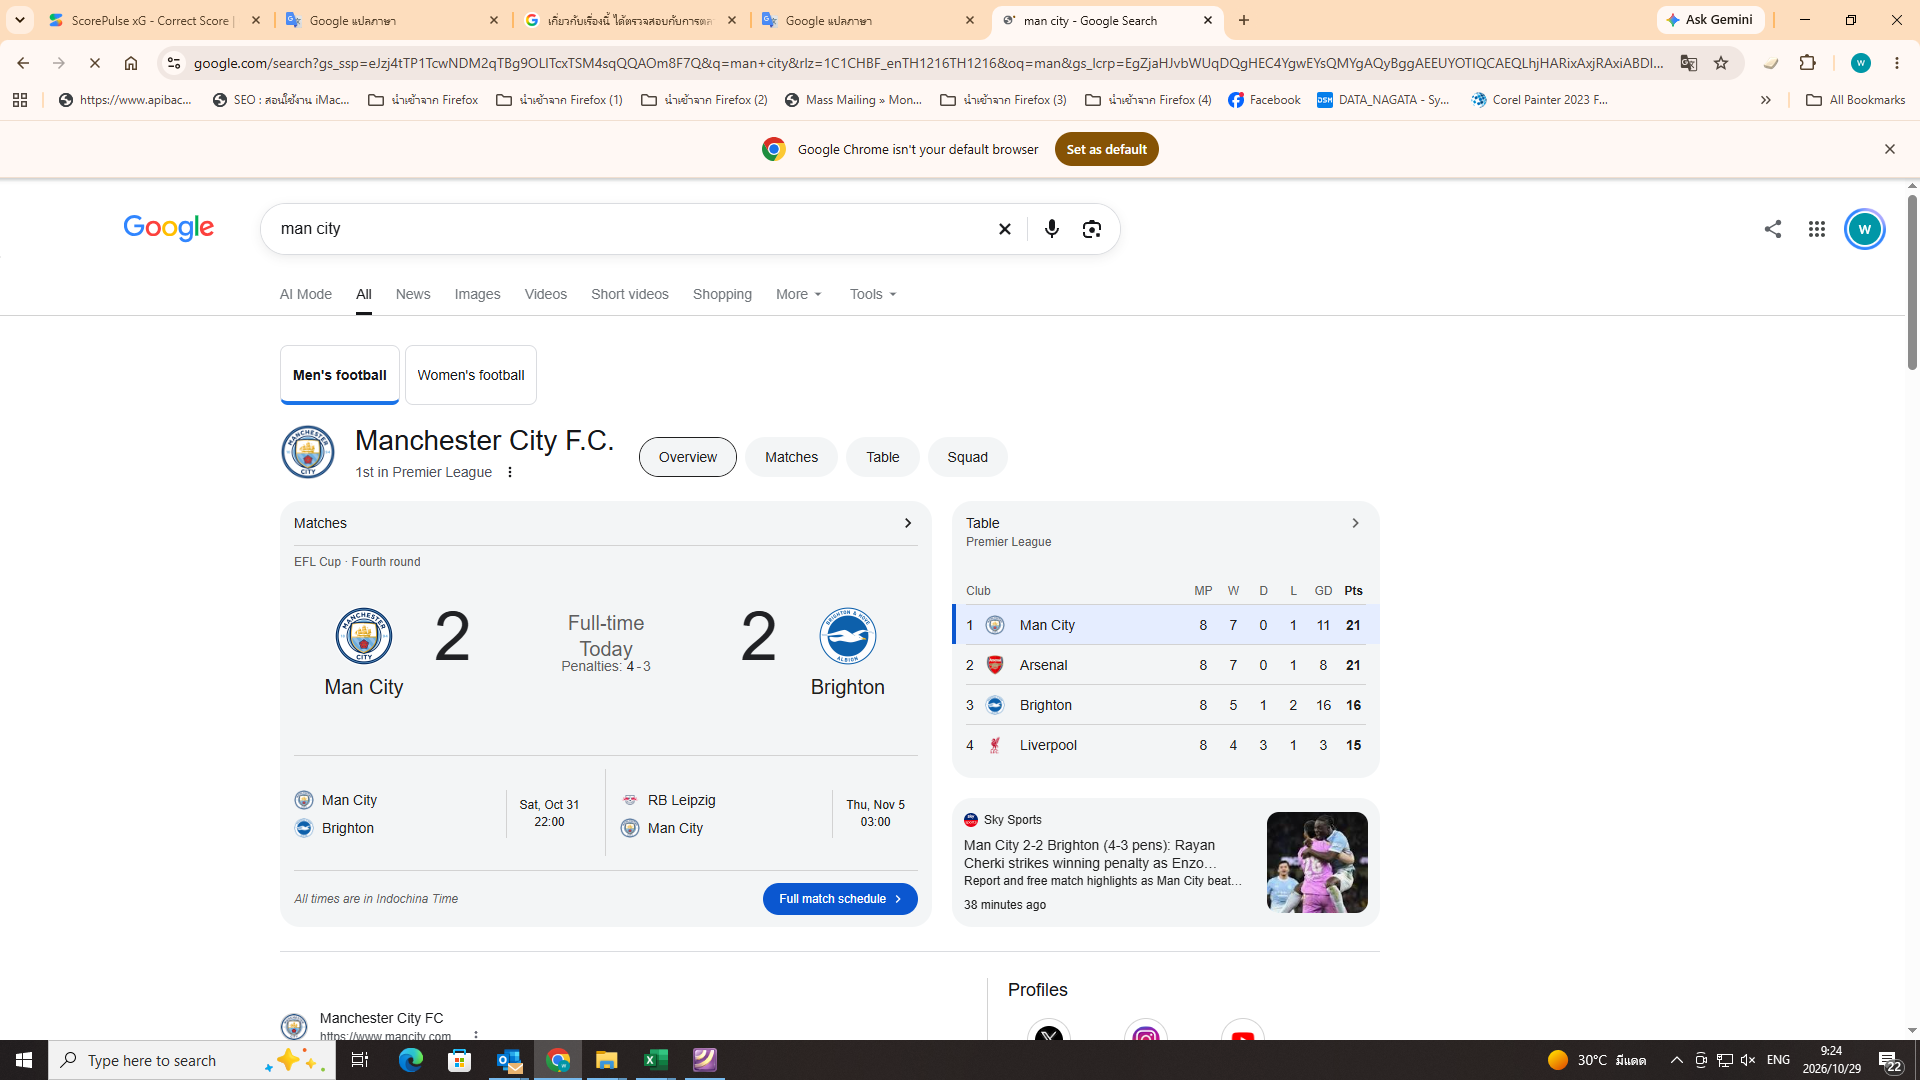 ScorePulse xG - Correct Score |
Google แปลภาษา
เกี่ยวกับเรื่องนี้ ได้ตรวจสอบกับการตล
Google แปลภาษา
man city - Google Search
Ask Gemini
google.com/search?gs_ssp=eJzj4tTP1TcwNDM2qTBg9OLITcxTSM4sqQQAOm8F7Q&q=man+city&rlz=1C1CHBF_enTH1216TH1216&oq=man&gs_lcrp=EgZjaHJvbWUqDQgHEC4YgwEYsQMYgAQyBggAEEUYOTIQCAEQLhjHARixAxjRAxiABDI...
https://www.apibac...
SEO : สอนใช้งาน iMac...
นำเข้าจาก Firefox
นำเข้าจาก Firefox (1)
นำเข้าจาก Firefox (2)
Mass Mailing » Mon...
นำเข้าจาก Firefox (3)
นำเข้าจาก Firefox (4)
Facebook
DSM DATA_NAGATA - Sy...
Corel Painter 2023 F...
All Bookmarks
Google Chrome isn't your default browser
Set as default
Google
man city
W
AI Mode
All
News
Images
Videos
Short videos
Shopping
More
Tools
Men's football
Women's football
Manchester City F.C.
1st in Premier League
Overview
Matches
Table
Squad
Matches
EFL Cup · Fourth round
2
Full-time
Today
Penalties: 4 - 3
2
Man City
Brighton
Man City
Brighton
Sat, Oct 31
22:00
RB Leipzig
Man City
Thu, Nov 5
03:00
All times are in Indochina Time
Full match schedule
Table
Premier League
Club MP W D L GD Pts
1 Man City 8 7 0 1 11 21
2 Arsenal 8 7 0 1 8 21
3 Brighton 8 5 1 2 16 16
4 Liverpool 8 4 3 1 3 15
Sky Sports
Man City 2-2 Brighton (4-3 pens): Rayan
Cherki strikes winning penalty as Enzo...
Report and free match highlights as Man City beat...
38 minutes ago
Manchester City FC
https://www.mancity.com
Profiles
Type here to search
30°C มีแดด
ENG
9:24
2026/10/29
22